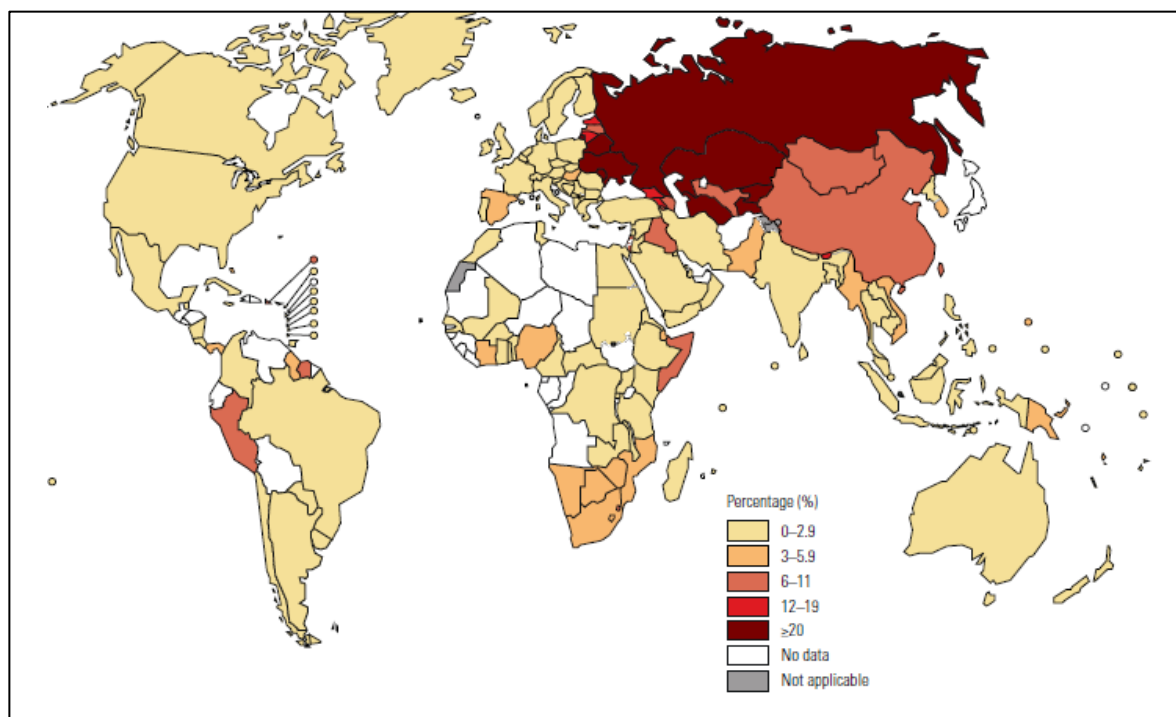 Percentage (%)
0–2.9
3–5.9
6–11
12–19
≥20
No data
Not applicable